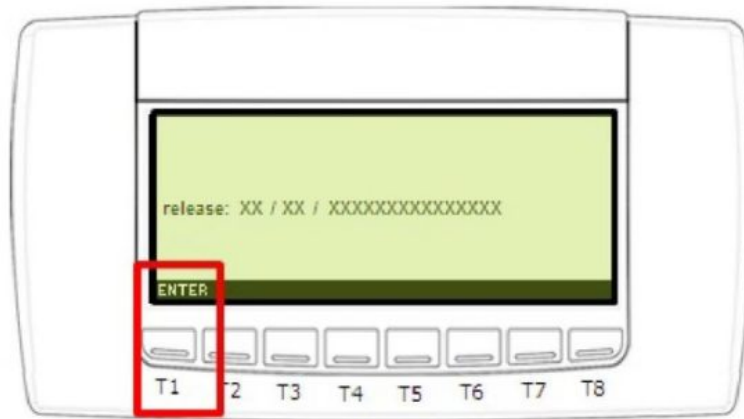 release: XX / XX / XXXXXXXXXXXXXXX
ENTER
T1 T2 T3 T4 T5 T6 T7 T8